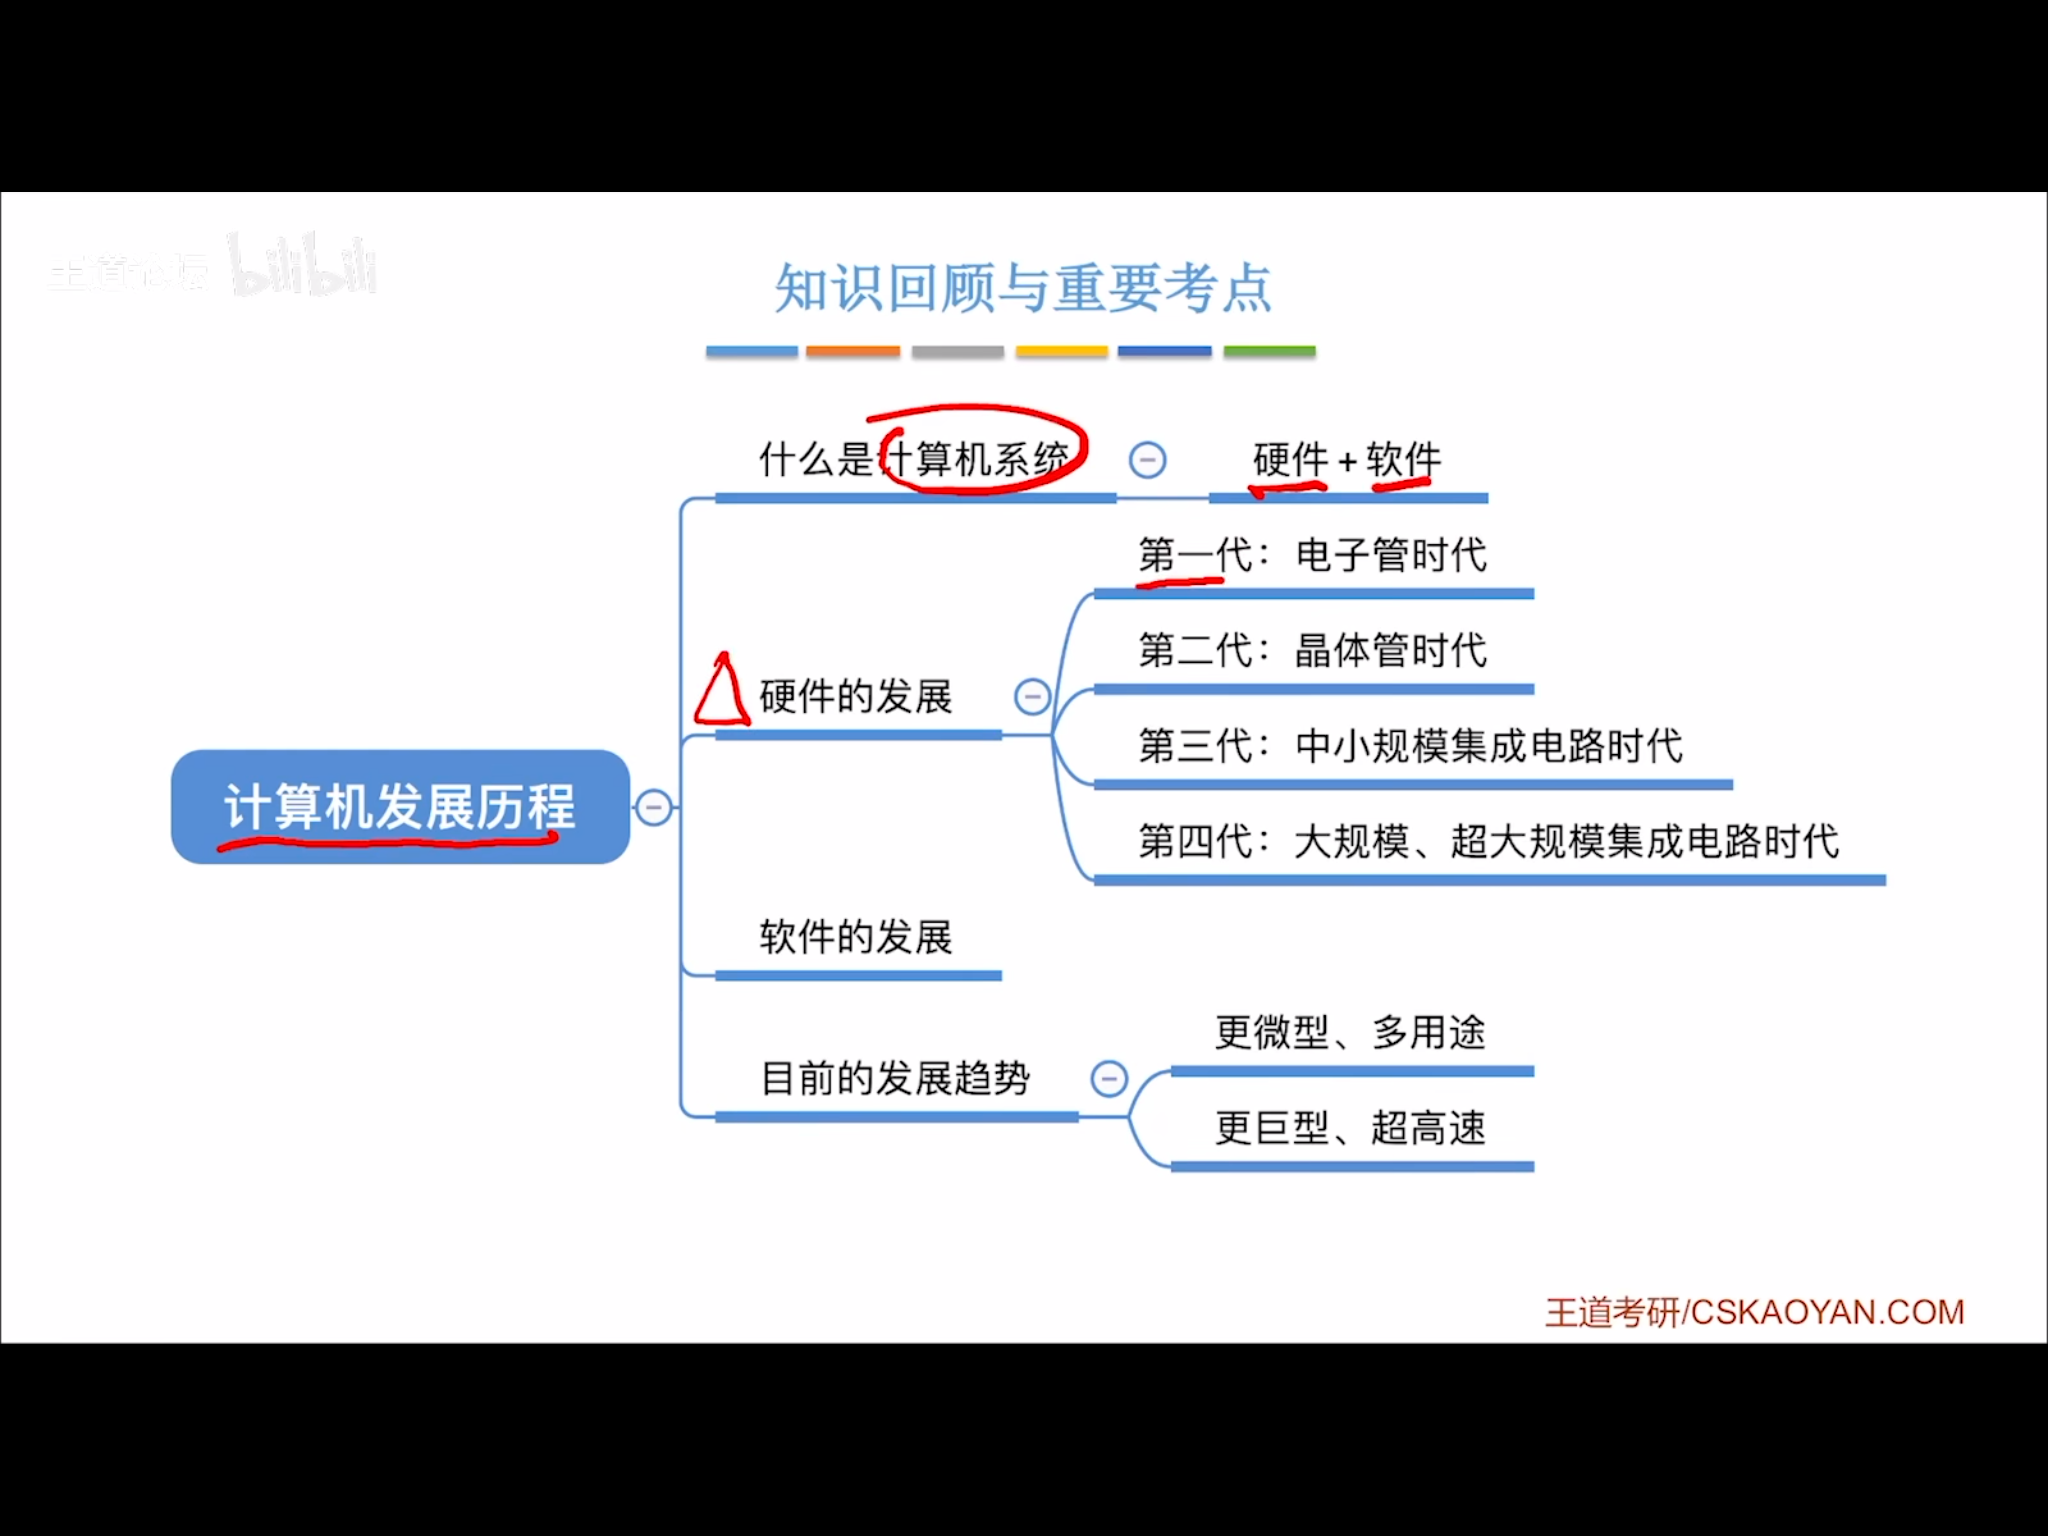 王道论坛 bilibili
知识回顾与重要考点
什么是计算机系统
硬件+软件
第一代：电子管时代
第二代：晶体管时代
硬件的发展
第三代：中小规模集成电路时代
计算机发展历程
第四代：大规模、超大规模集成电路时代
软件的发展
更微型、多用途
目前的发展趋势
更巨型、超高速
王道考研/CSKAOYAN.COM